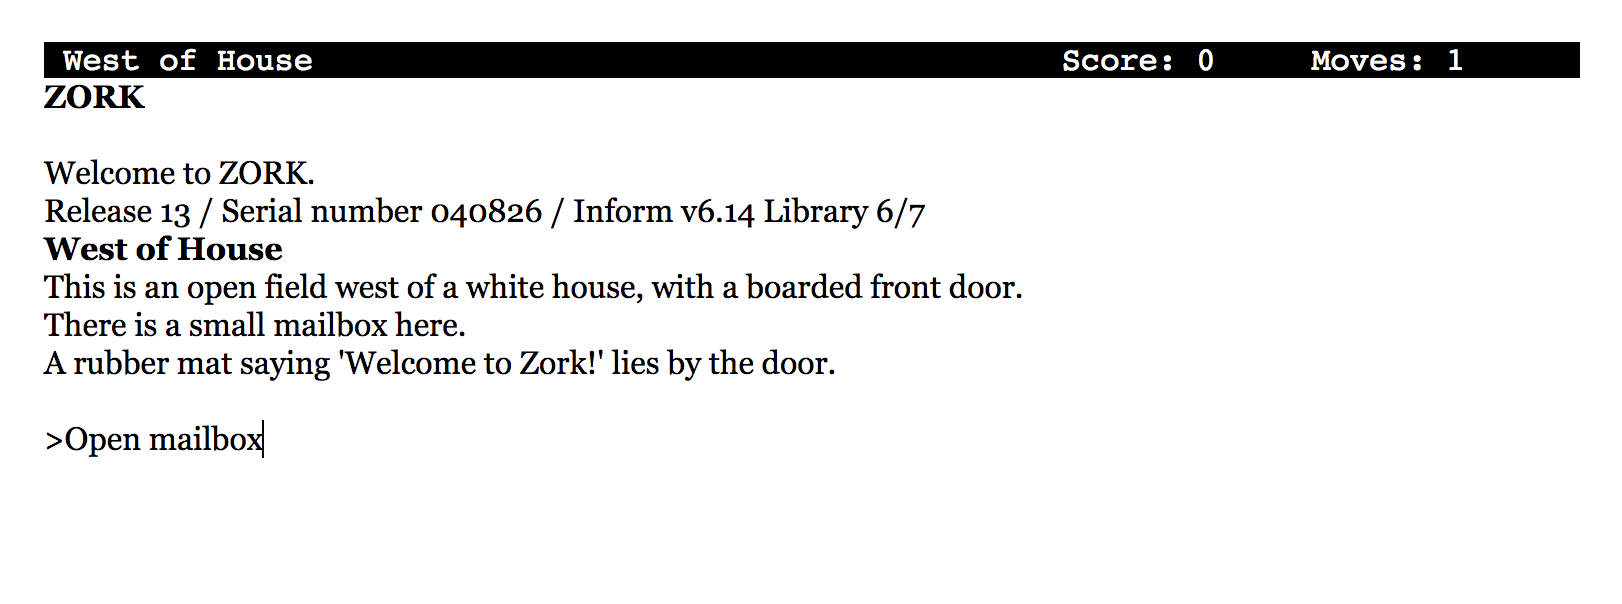 West of House Score: 0 Moves: 1
ZORK
Welcome to ZORK.
Release 13 / Serial number 040826 / Inform v6.14 Library 6/7
West of House
This is an open field west of a white house, with a boarded front door.
There is a small mailbox here.
A rubber mat saying 'Welcome to Zork!' lies by the door.
>Open mailbox